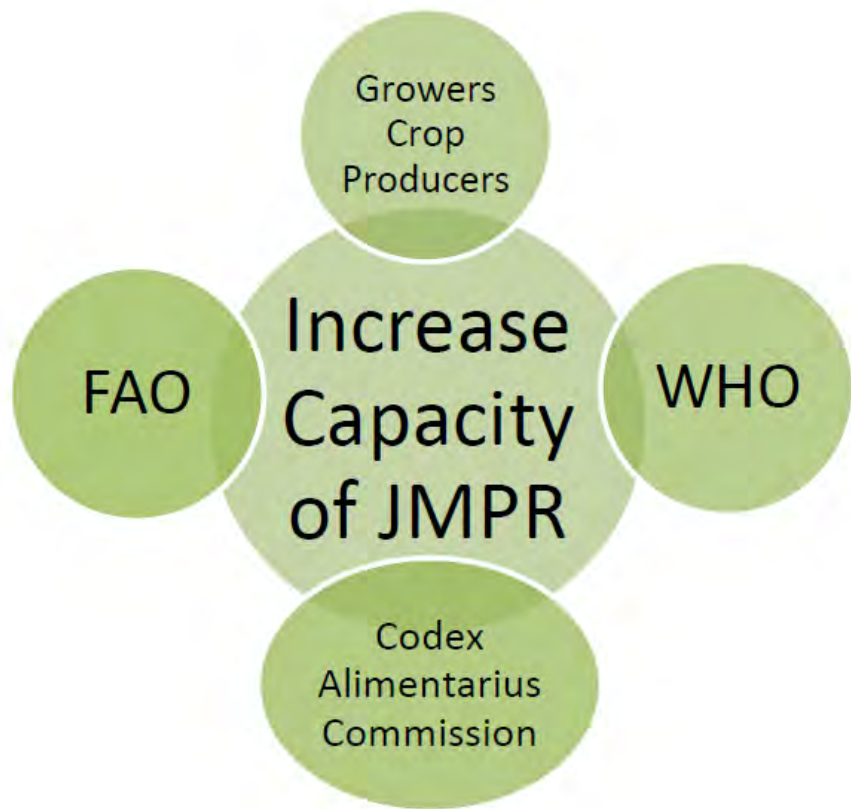 Growers
Crop
Producers
FAO
Increase
Capacity
of JMPR
WHO
Codex
Alimentarius
Commission